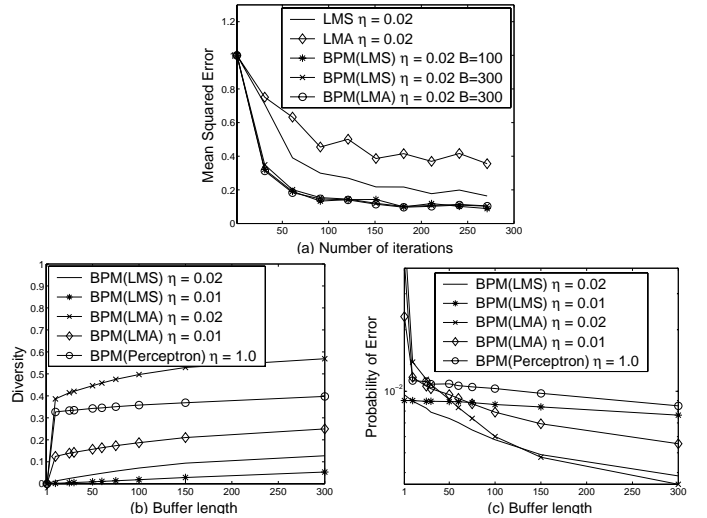 Mean Squared Error
1.2
1
0.8
0.6
0.4
0.2
0
50 100 150 200 250 300
LMS η = 0.02
LMA η = 0.02
BPM(LMS) η = 0.02 B=100
BPM(LMS) η = 0.02 B=300
BPM(LMA) η = 0.02 B=300
(a) Number of iterations
Diversity
1
0.9
0.8
0.7
0.6
0.5
0.4
0.3
0.2
0.1
0
1 50 100 150 200 250 300
BPM(LMS) η = 0.02
BPM(LMS) η = 0.01
BPM(LMA) η = 0.02
BPM(LMA) η = 0.01
BPM(Perceptron) η = 1.0
(b) Buffer length
Probability of Error
10⁻²
1 50 100 150 200 250 300
BPM(LMS) η = 0.02
BPM(LMS) η = 0.01
BPM(LMA) η = 0.02
BPM(LMA) η = 0.01
BPM(Perceptron) η = 1.0
(c) Buffer length